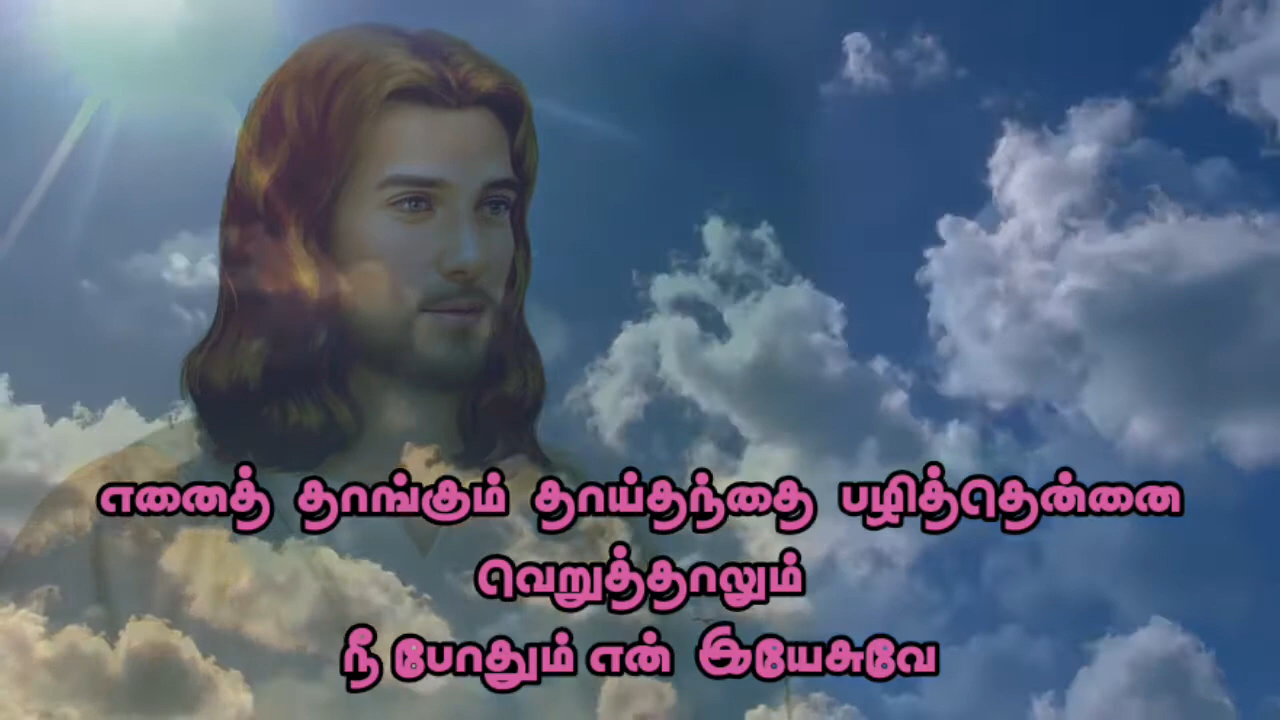 எனைத் தாங்கும் தாய்தந்தை பழித்தென்னை
வெறுத்தாலும்
நீ போதும் என் இயேசுவே